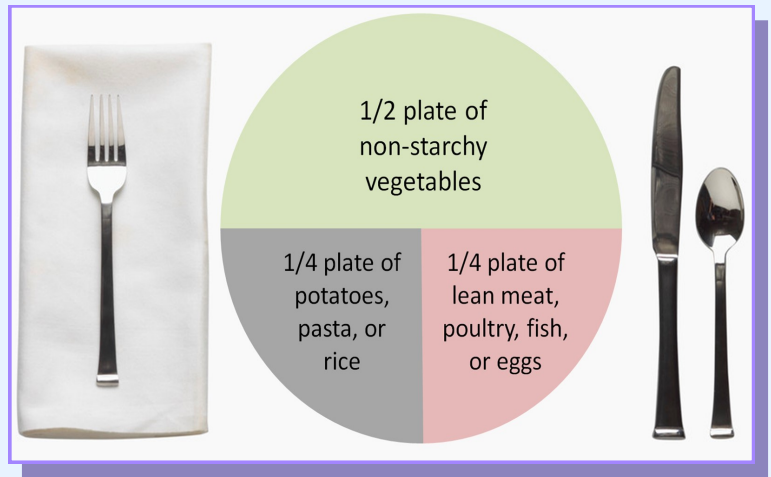 1/2 plate of
non-starchy
vegetables
1/4 plate of
potatoes,
pasta, or
rice
1/4 plate of
lean meat,
poultry, fish,
or eggs